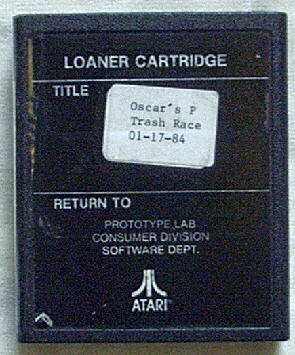 LOANER CARTRIDGE
TITLE
Oscar's P
Trash Race
01-17-84
RETURN TO
PROTOTYPE LAB
CONSUMER DIVISION
SOFTWARE DEPT.
ATARI